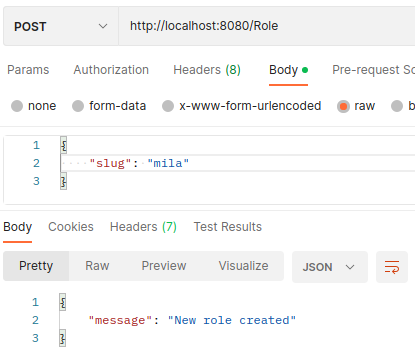 POST http://localhost:8080/Role
Params Authorization Headers (8) Body Pre-request Sc
none form-data x-www-form-urlencoded raw b
1 {
2 "slug": "mila"
3 }
Body Cookies Headers (7) Test Results
Pretty Raw Preview Visualize JSON
1 {
2 "message": "New role created"
3 }